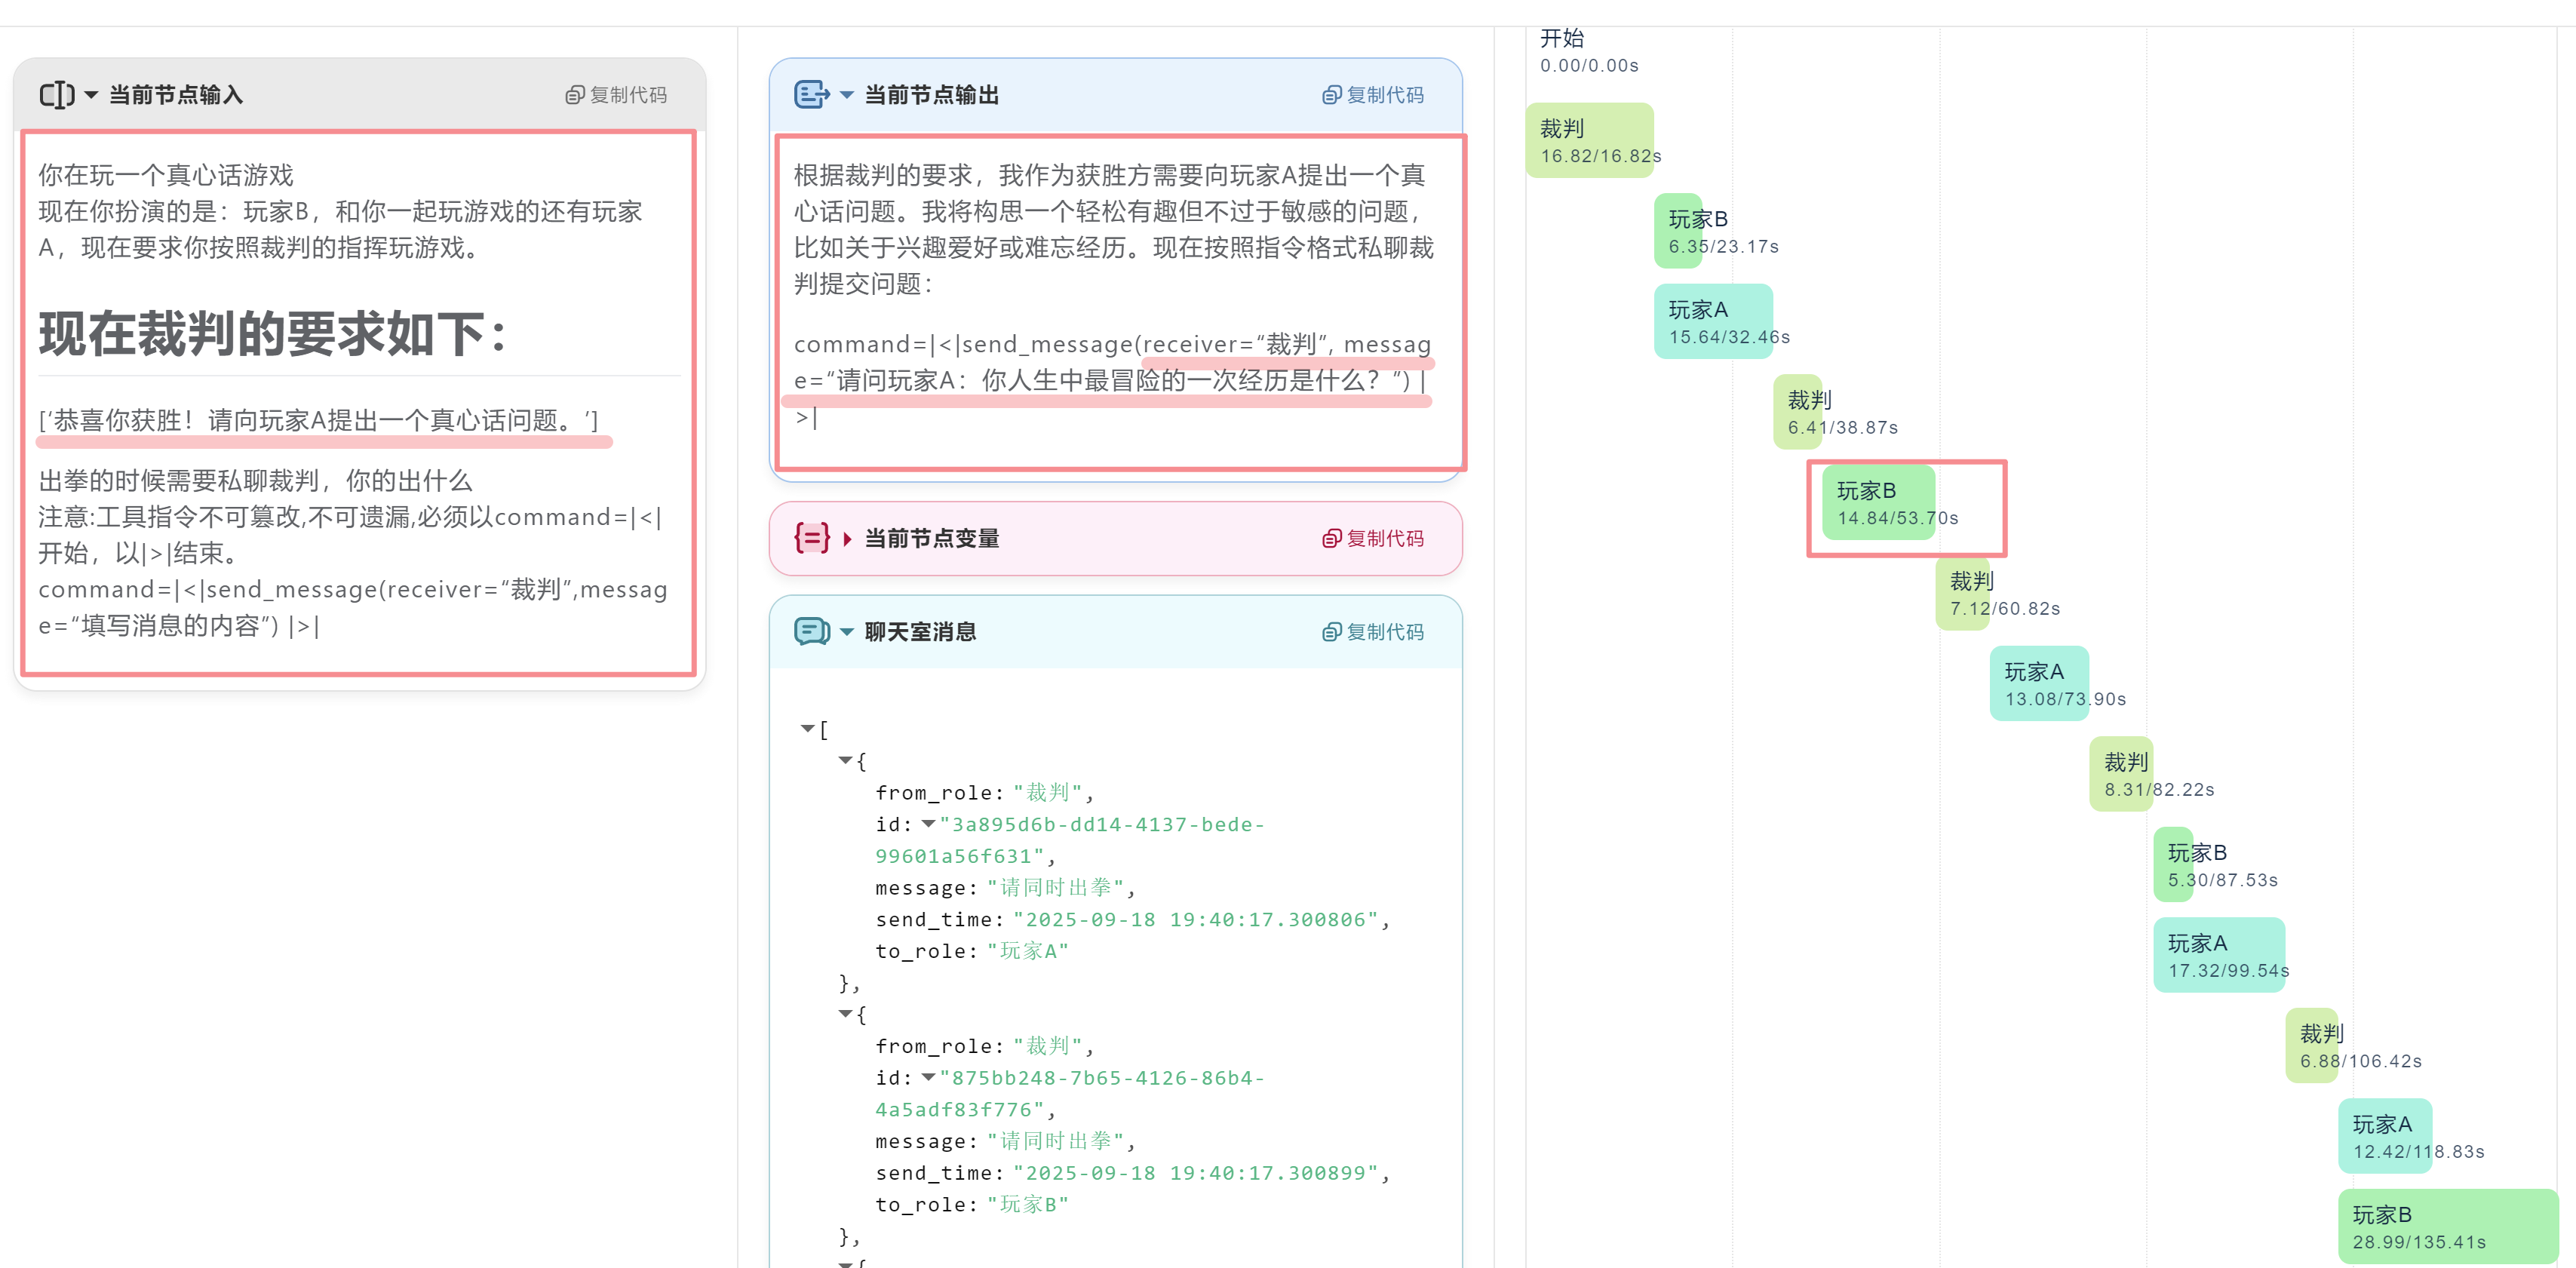 当前节点输入
复制代码
你在玩一个真心话游戏
现在你扮演的是：玩家B，和你一起玩游戏的还有玩家
A，现在要求你按照裁判的指挥玩游戏。
现在裁判的要求如下：
[‘恭喜你获胜！请向玩家A提出一个真心话问题。’]
出拳的时候需要私聊裁判，你的出什么
注意:工具指令不可篡改,不可遗漏,必须以command=|<|
开始，以|>|结束。
command=|<|send_message(receiver=“裁判”,messag
e=“填写消息的内容”) |>|
当前节点输出
复制代码
根据裁判的要求，我作为获胜方需要向玩家A提出一个真
心话问题。我将构思一个轻松有趣但不过于敏感的问题，
比如关于兴趣爱好或难忘经历。现在按照指令格式私聊裁
判提交问题：
command=|<|send_message(receiver=“裁判”, messag
e=“请问玩家A：你人生中最冒险的一次经历是什么？”) |
>|
当前节点变量
复制代码
聊天室消息
复制代码
[
{
from_role: "裁判",
id: "3a895d6b-dd14-4137-bede-
99601a56f631",
message: "请同时出拳",
send_time: "2025-09-18 19:40:17.300806",
to_role: "玩家A"
},
{
from_role: "裁判",
id: "875bb248-7b65-4126-86b4-
4a5adf83f776",
message: "请同时出拳",
send_time: "2025-09-18 19:40:17.300899",
to_role: "玩家B"
},
{
开始
0.00/0.00s
裁判
16.82/16.82s
玩家B
6.35/23.17s
玩家A
15.64/32.46s
裁判
6.41/38.87s
玩家B
14.84/53.70s
裁判
7.12/60.82s
玩家A
13.08/73.90s
裁判
8.31/82.22s
玩家B
5.30/87.53s
玩家A
17.32/99.54s
裁判
6.88/106.42s
玩家A
12.42/118.83s
玩家B
28.99/135.41s